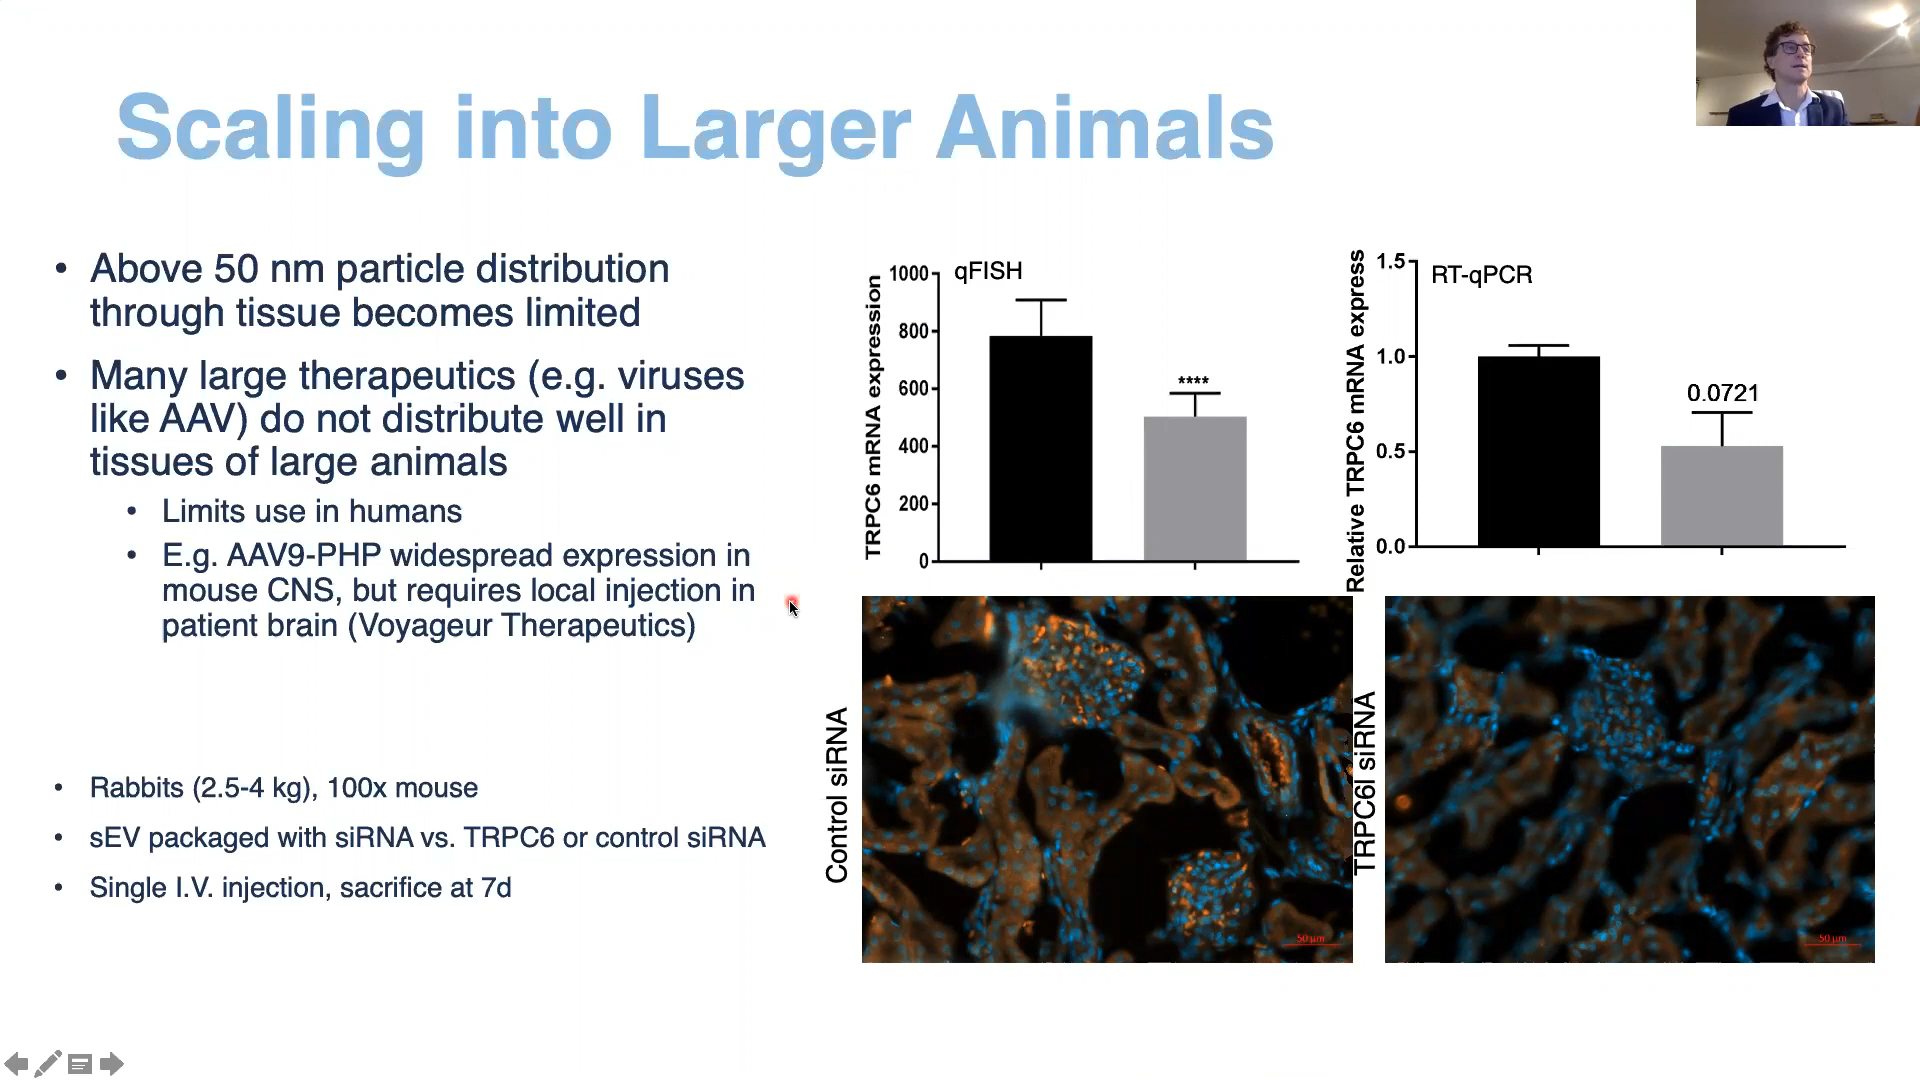 Scaling into Larger Animals
• Above 50 nm particle distribution
through tissue becomes limited
• Many large therapeutics (e.g. viruses
like AAV) do not distribute well in
tissues of large animals
• Limits use in humans
• E.g. AAV9-PHP widespread expression in
mouse CNS, but requires local injection in
patient brain (Voyageur Therapeutics)
• Rabbits (2.5-4 kg), 100x mouse
• sEV packaged with siRNA vs. TRPC6 or control siRNA
• Single I.V. injection, sacrifice at 7d
qFISH
TRPC6 mRNA expression
1000
800
600
400
200
0
****
RT-qPCR
Relative TRPC6 mRNA express
1.5
1.0
0.5
0.0
0.0721
Control siRNA
50 µm
TRPC6l siRNA
50 µm